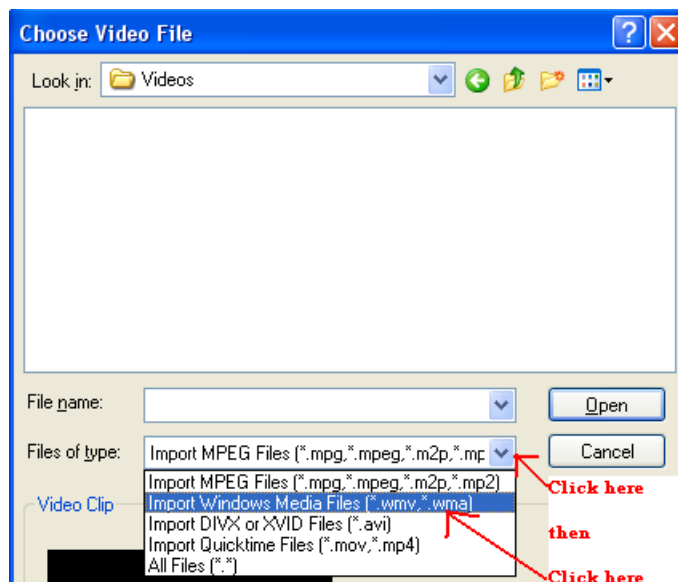 Choose Video File
Look in: Videos
File name:
Open
Files of type: Import MPEG Files (*.mpg,*.mpeg,*.m2p,*.mp
Cancel
Import MPEG Files (*.mpg,*.mpeg,*.m2p,*.mp2)
Click here
Video Clip
Import Windows Media Files (*.wmv,*.wma)
Import DIVX or XVID Files (*.avi)
then
Import Quicktime Files (*.mov,*.mp4)
All Files (*.*)
Click here